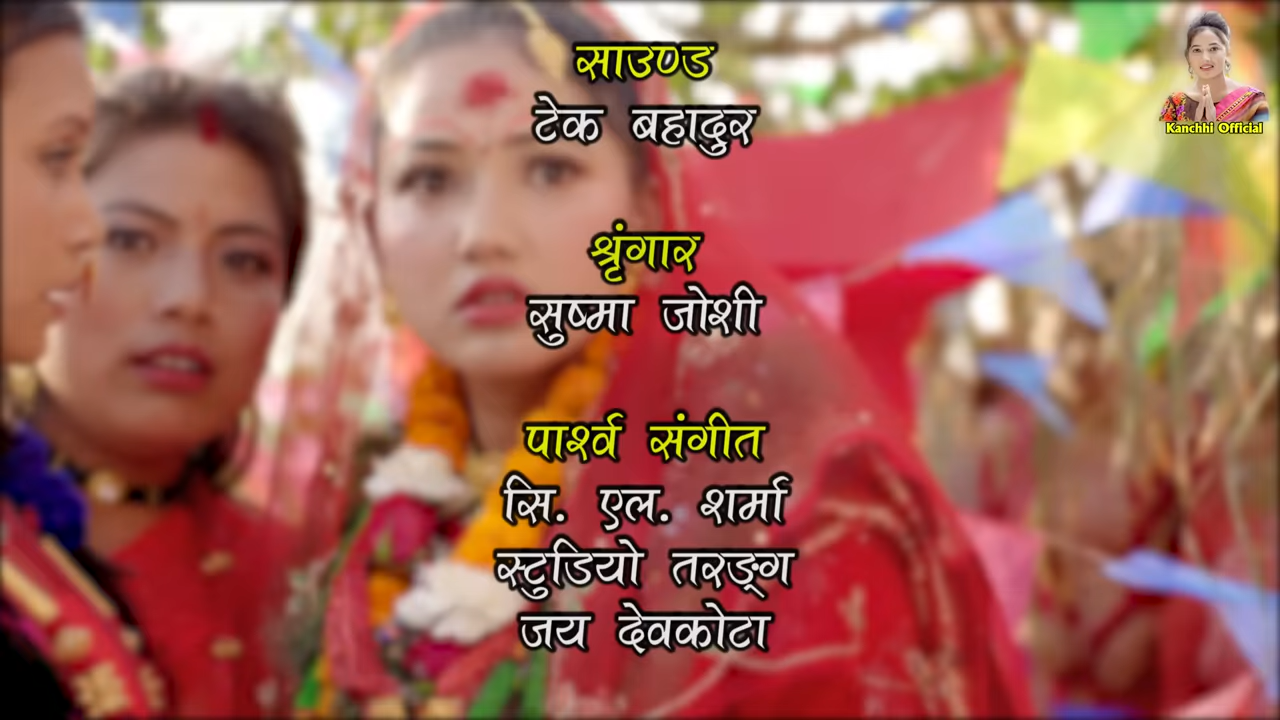 साउण्ड
टेक बहादुर
श्रृंगार
सुष्मा जोशी
पार्श्व संगीत
सि. एल. शर्मा
स्टुडियो तरङ्ग
जय देवकोटा
Kanchhi Official